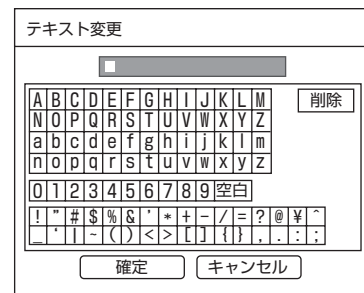 テキスト変更
A B C D E F G H I J K L M 削除
N O P Q R S T U V W X Y Z
a b c d e f g h i j k l m
n o p q r s t u v w x y z
0 1 2 3 4 5 6 7 8 9 空白
! " # $ % & ' * + - / = ? @ ¥ ^
_ ‘ | ~ ( ) < > [ ] { } , . : ;
確定 キャンセル